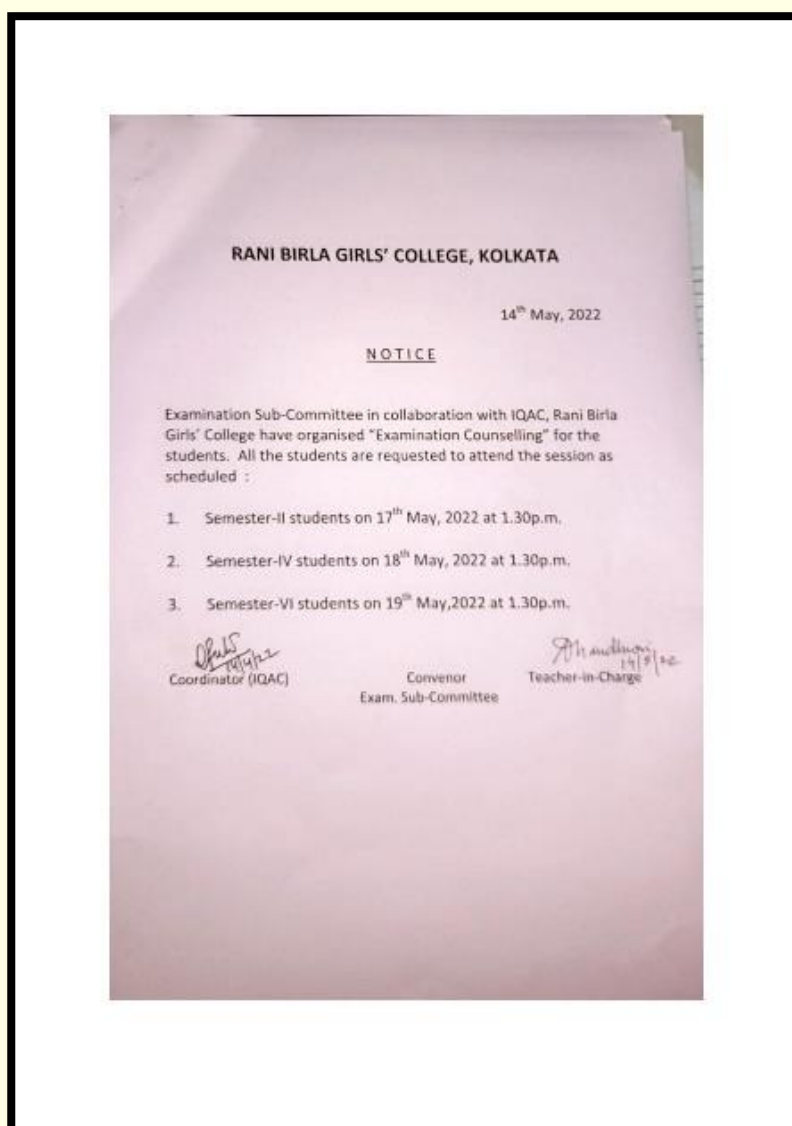 RANI BIRLA GIRLS' COLLEGE, KOLKATA
14th May, 2022
NOTICE
Examination Sub-Committee in collaboration with IQAC, Rani Birla
Girls' College have organised "Examination Counselling" for the
students. All the students are requested to attend the session as
scheduled :
1. Semester-II students on 17th May, 2022 at 1.30p.m.
2. Semester-IV students on 18th May, 2022 at 1.30p.m.
3. Semester-VI students on 19th May,2022 at 1.30p.m.
14/5/22
Coordinator (IQAC) Convenor Teacher-in-Charge
Exam. Sub-Committee